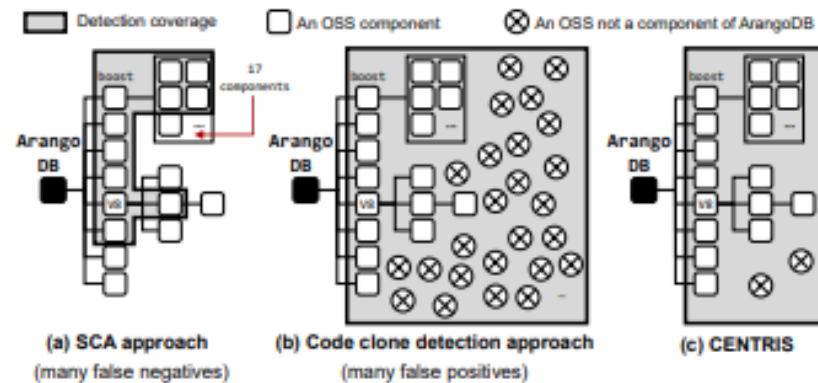 Detection coverage
An OSS component
An OSS not a component of ArangoDB
boost
17
components
...
Arango
DB
V8
boost
...
Arango
DB
V8
...
boost
...
Arango
DB
V8
(a) SCA approach
(many false negatives)
(b) Code clone detection approach
(many false positives)
(c) CENTRIS